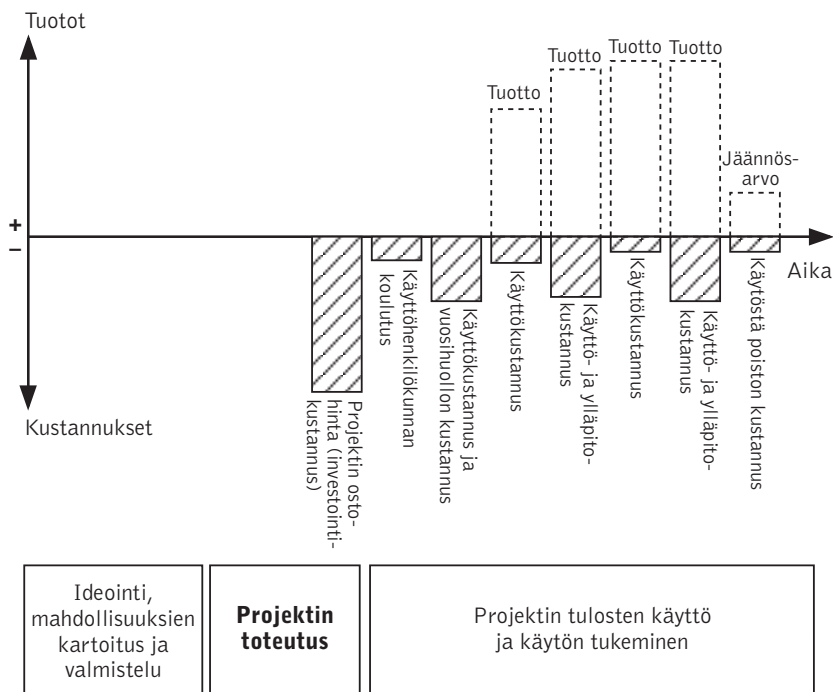 Tuotot
Tuotto
Tuotto
Tuotto
Tuotto
Jäännös-
arvo
+
–
Aika
Kustannukset
Projektin osto-
hinta (investointi-
kustannus)
Käyttöhenkilökunnan
koulutus
Käyttökustannus ja
vuosihuollon kustannus
Käyttökustannus
Käyttö- ja ylläpito-
kustannus
Käyttökustannus
Käyttö- ja ylläpito-
kustannus
Käytöstä poiston kustannus
Ideointi,
mahdollisuuksien
kartoitus ja
valmistelu
Projektin
toteutus
Projektin tulosten käyttö
ja käytön tukeminen